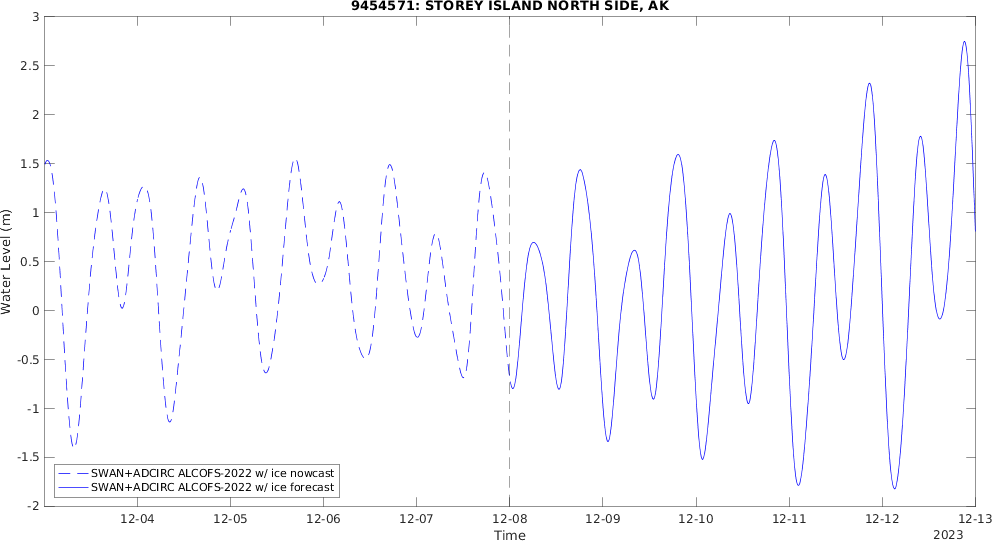 9454571: STOREY ISLAND NORTH SIDE, AK
Water Level (m)
3
2.5
2
1.5
1
0.5
0
-0.5
-1
-1.5
-2
SWAN+ADCIRC ALCOFS-2022 w/ ice nowcast
SWAN+ADCIRC ALCOFS-2022 w/ ice forecast
12-04 12-05 12-06 12-07 12-08 12-09 12-10 12-11 12-12 12-13
Time
2023